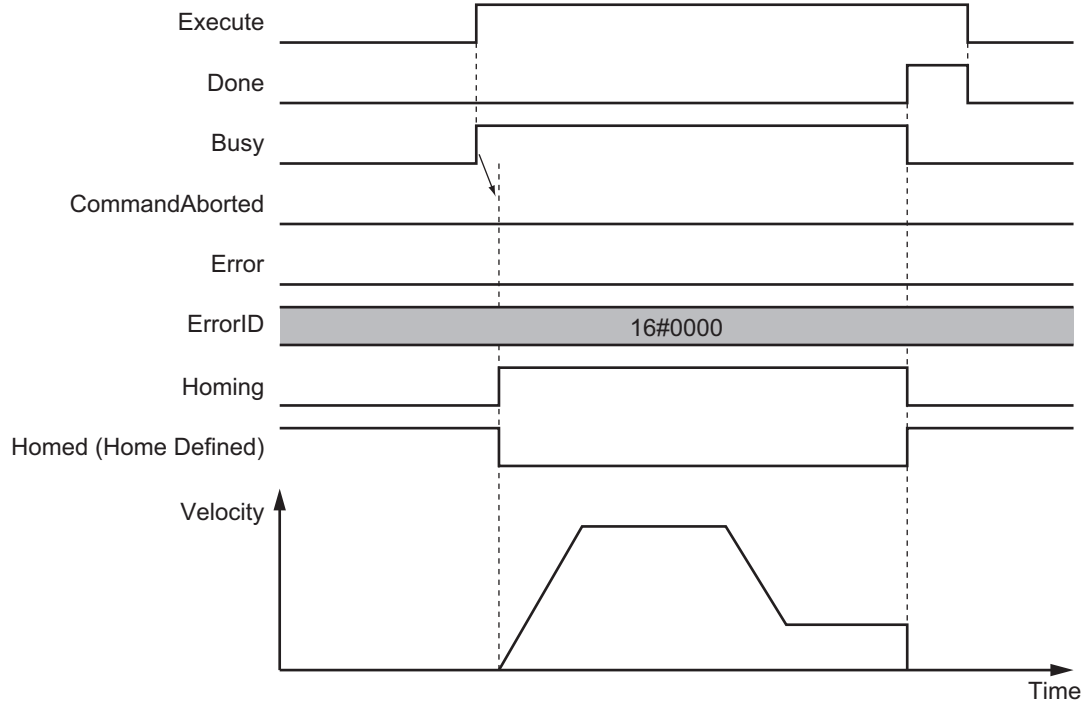 Execute
Done
Busy
CommandAborted
Error
ErrorID
16#0000
Homing
Homed (Home Defined)
Velocity
Time